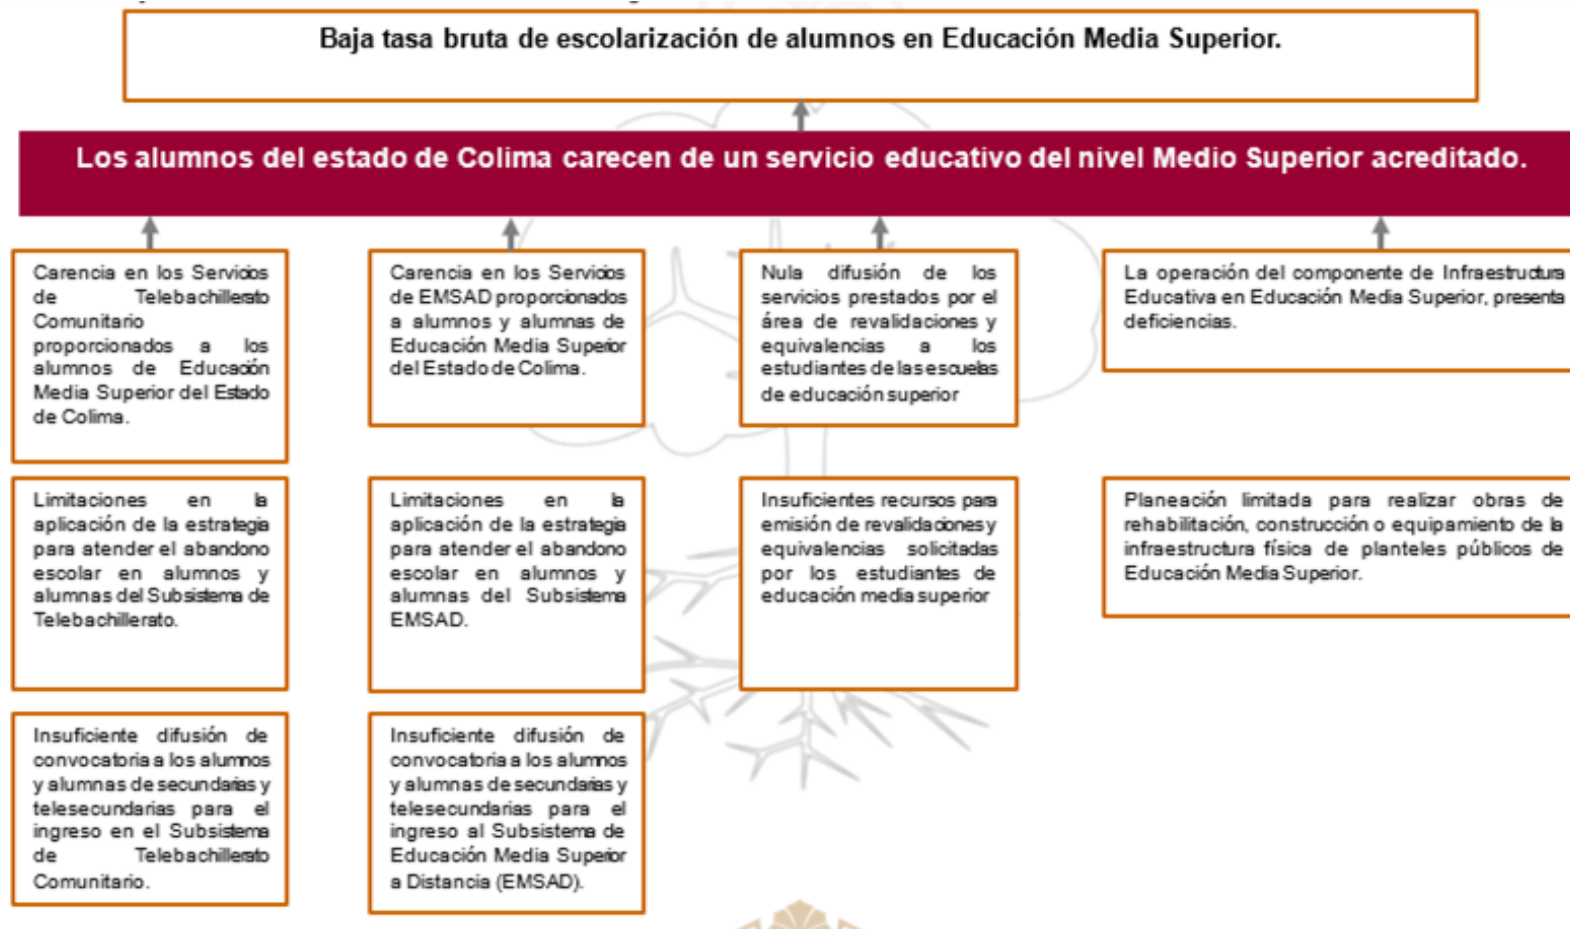 Baja tasa bruta de escolarización de alumnos en Educación Media Superior.
Los alumnos del estado de Colima carecen de un servicio educativo del nivel Medio Superior acreditado.
Carencia en los Servicios
de Telebachillerato
Comunitario
proporcionados a los
alumnos de Educación
Media Superior del Estado
de Colima.
Carencia en los Servicios
de EMSAD proporcionados
a alumnos y alumnas de
Educación Media Superior
del Estado de Colima.
Nula difusión de los
servicios prestados por el
área de revalidaciones y
equivalencias a los
estudiantes de las escuelas
de educación superior
La operación del componente de Infraestructura
Educativa en Educación Media Superior, presenta
deficiencias.
Limitaciones en la
aplicación de la estrategia
para atender el abandono
escolar en alumnos y
alumnas del Subsistema de
Telebachillerato.
Limitaciones en la
aplicación de la estrategia
para atender el abandono
escolar en alumnos y
alumnas del Subsistema
EMSAD.
Insuficientes recursos para
emisión de revalidaciones y
equivalencias solicitadas
por los estudiantes de
educación media superior
Planeación limitada para realizar obras de
rehabilitación, construcción o equipamiento de la
infraestructura física de planteles públicos de
Educación Media Superior.
Insuficiente difusión de
convocatoria a los alumnos
y alumnas de secundarias y
telesecundarias para el
ingreso en el Subsistema
de Telebachillerato
Comunitario.
Insuficiente difusión de
convocatoria a los alumnos
y alumnas de secundarias y
telesecundarias para el
ingreso al Subsistema de
Educación Media Superior
a Distancia (EMSAD).